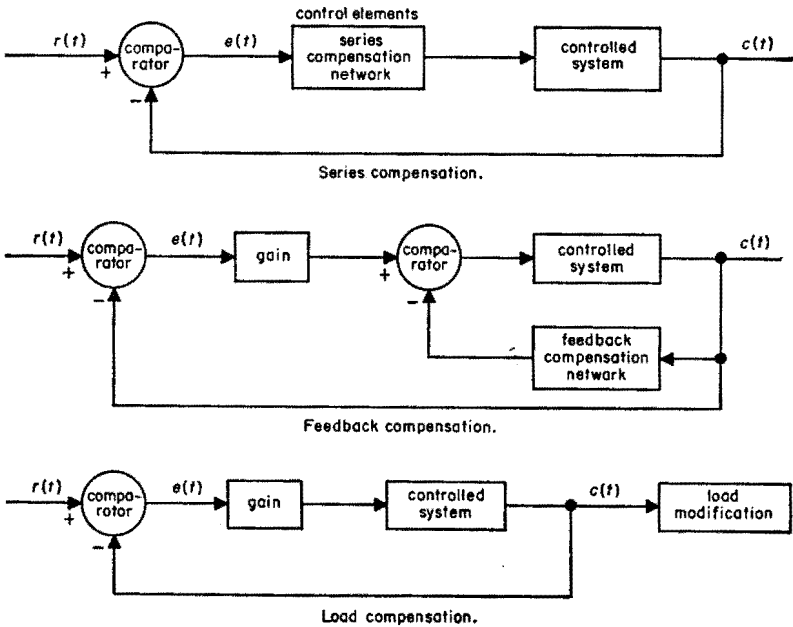 control elements
r(t)
+
−
compa-
rator
e(t)
series
compensation
network
controlled
system
c(t)
Series compensation.
r(t)
+
−
compa-
rator
e(t)
gain
+
−
compa-
rator
controlled
system
c(t)
feedback
compensation
network
Feedback compensation.
r(t)
+
−
compa-
rator
e(t)
gain
controlled
system
c(t)
load
modification
Load compensation.